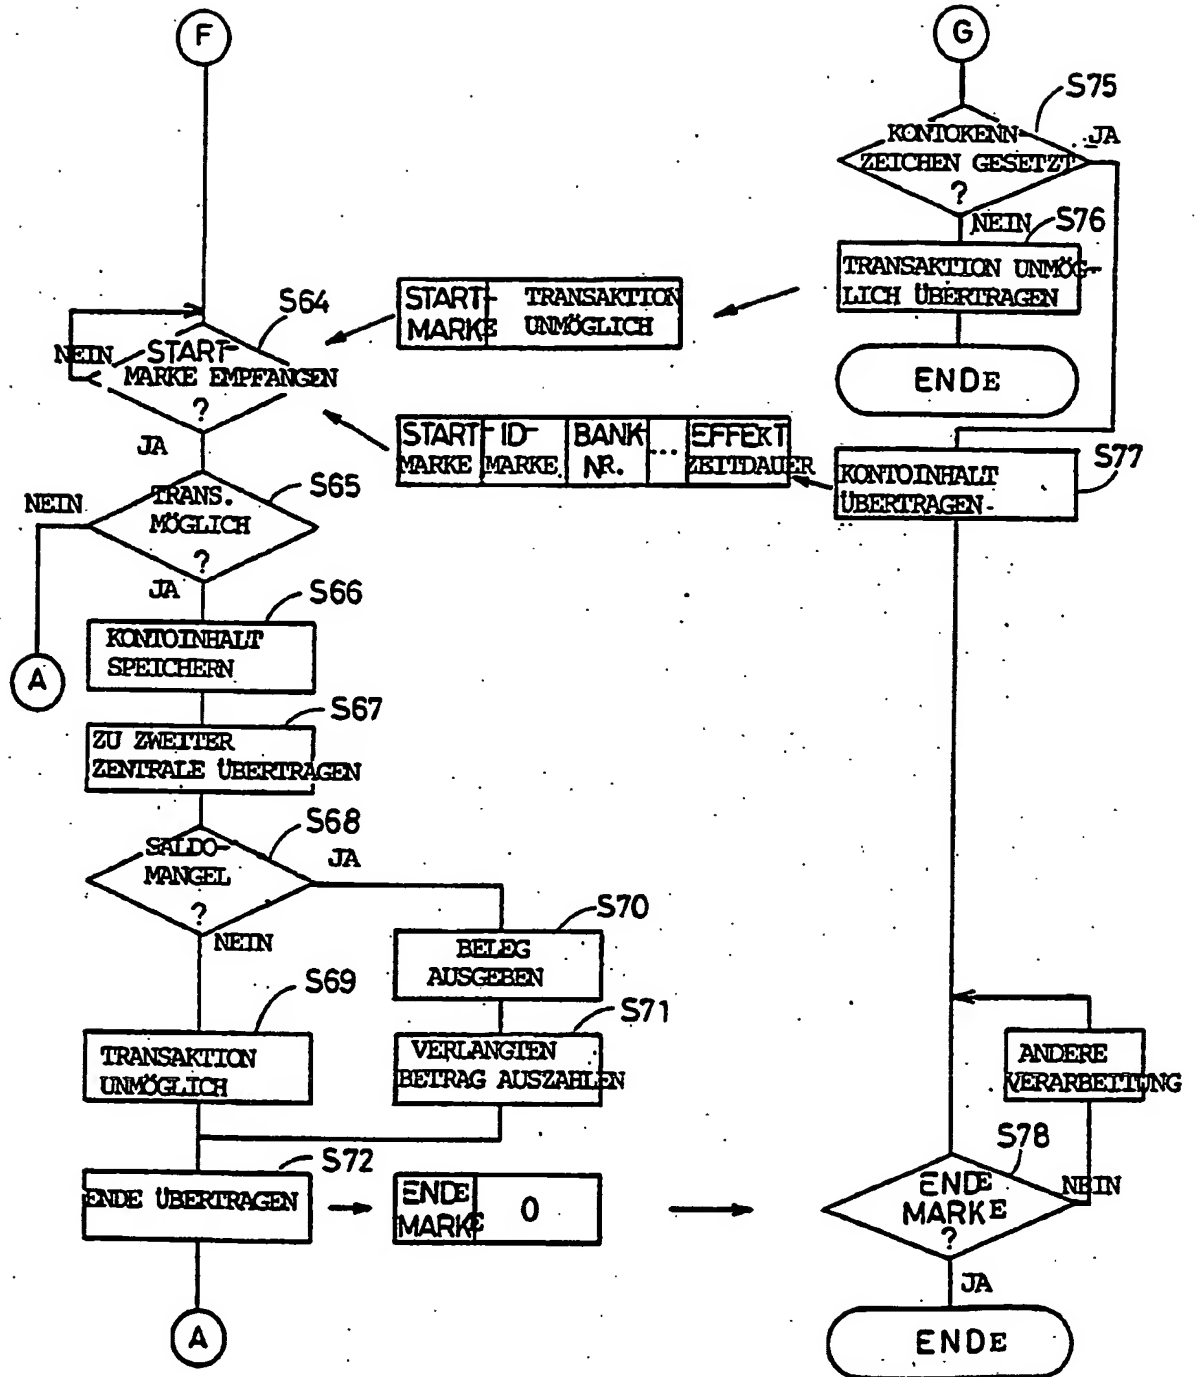 F
G
S75
KONTOKENN-
JA
ZEICHEN GESETZT
?
NEIN
S76
TRANSAKTION UNMÖG-
LICH ÜBERTRAGEN
ENDE
START-
MARKE
TRANSAKTION
UNMÖGLICH
S64
NEIN
START-
MARKE EMPFANGEN
?
JA
START-
MARKE
ID-
MARKE
BANK
NR.
...
EFFEKT
ZEITDAUER
S77
KONTOINHALT
ÜBERTRAGEN
S65
NEIN
TRANS.
MÖGLICH
?
JA
A
S66
KONTOINHALT
SPEICHERN
S67
ZU ZWEITER
ZENTRALE ÜBERTRAGEN
S68
SALDO-
MANGEL
?
JA
NEIN
S70
BELEG
AUSGEBEN
S69
TRANSAKTION
UNMÖGLICH
S71
VERLANGTEN
BETRAG AUSZAHLEN
ANDERE
VERARBEITUNG
S72
ENDE ÜBERTRAGEN
ENDE
MARKE
0
S78
ENDE
MARKE
?
NEIN
JA
A
ENDE